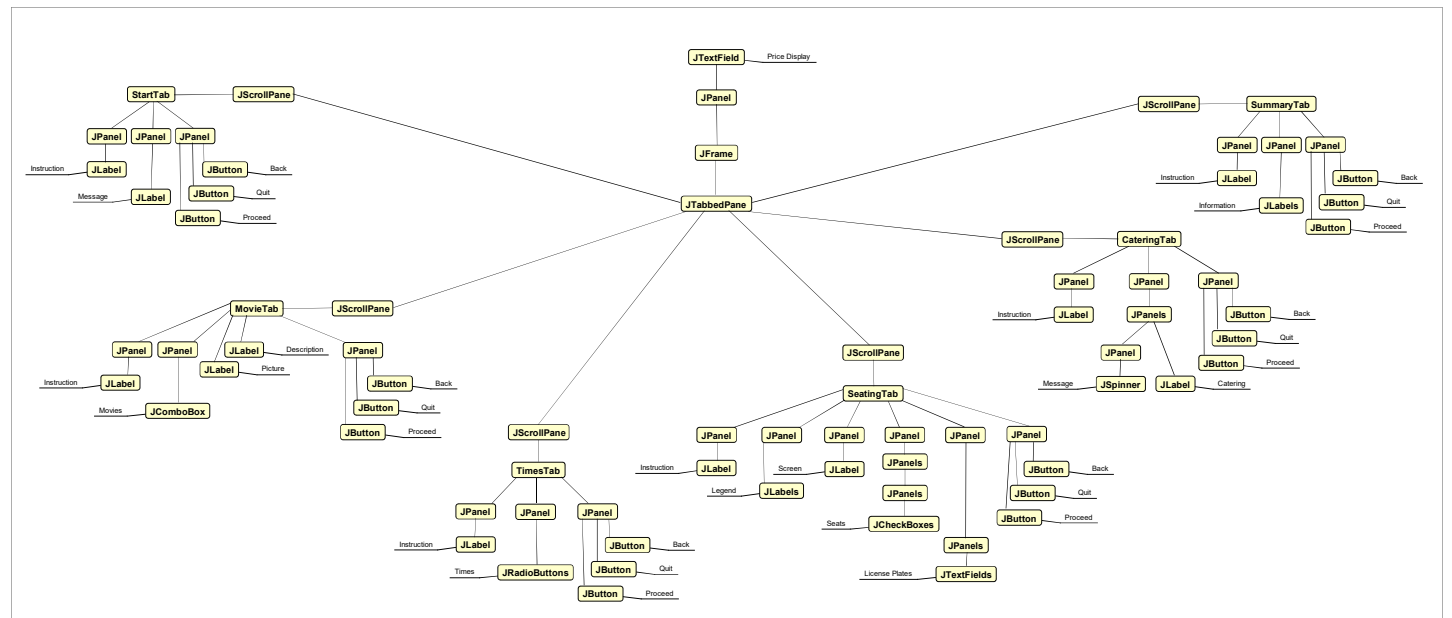 JTextField
Price Display
JPanel
JFrame
JTabbedPane
StartTab
JScrollPane
JPanel
JPanel
JPanel
Instruction
JLabel
JButton
Back
Message
JLabel
JButton
Quit
JButton
Proceed
MovieTab
JScrollPane
JPanel
JPanel
JLabel
Description
JPanel
Instruction
JLabel
JLabel
Picture
JButton
Back
Movies
JComboBox
JButton
Quit
JButton
Proceed
JScrollPane
TimesTab
JPanel
JPanel
JPanel
Instruction
JLabel
JButton
Back
Times
JRadioButtons
JButton
Quit
JButton
Proceed
JScrollPane
SeatingTab
JPanel
JPanel
JPanel
JPanel
JPanel
JPanel
Instruction
JLabel
Screen
JLabel
JPanels
JButton
Back
Legend
JLabels
JPanels
JButton
Quit
Seats
JCheckBoxes
JButton
Proceed
JPanels
License Plates
JTextFields
JScrollPane
CateringTab
JPanel
JPanel
JPanel
Instruction
JLabel
JPanels
JButton
Back
JButton
Quit
JPanel
JButton
Proceed
Message
JSpinner
JLabel
Catering
JScrollPane
SummaryTab
JPanel
JPanel
JPanel
Instruction
JLabel
JButton
Back
Information
JLabels
JButton
Quit
JButton
Proceed